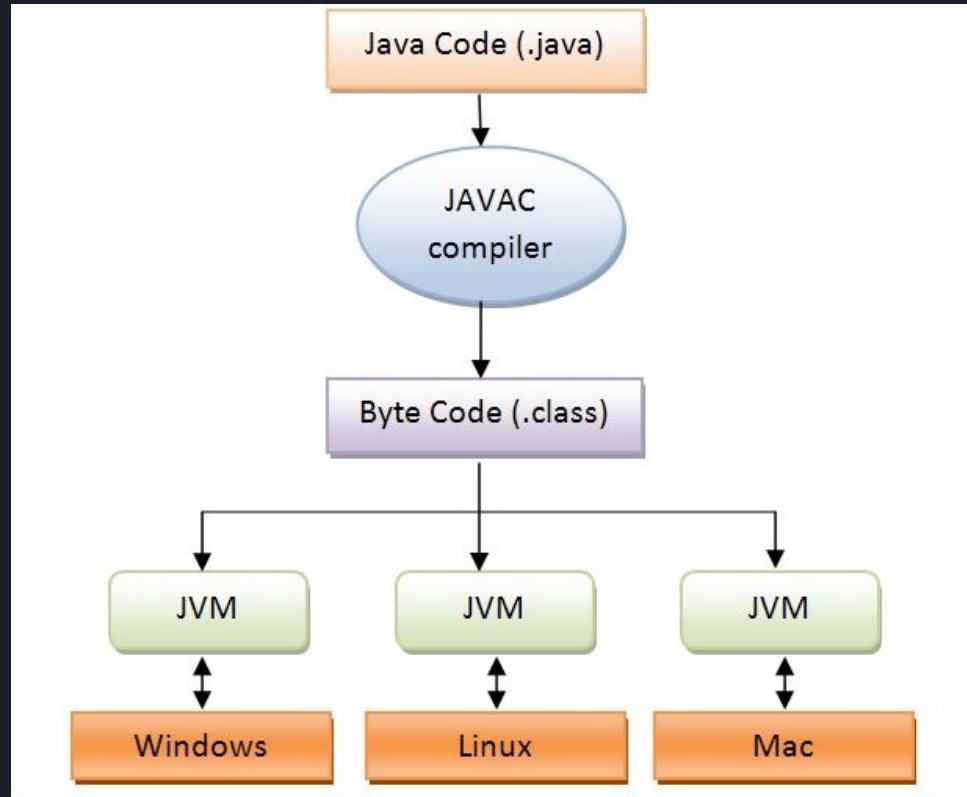 Java Code (.java)
JAVAC
compiler
Byte Code (.class)
JVM
JVM
JVM
Windows
Linux
Mac